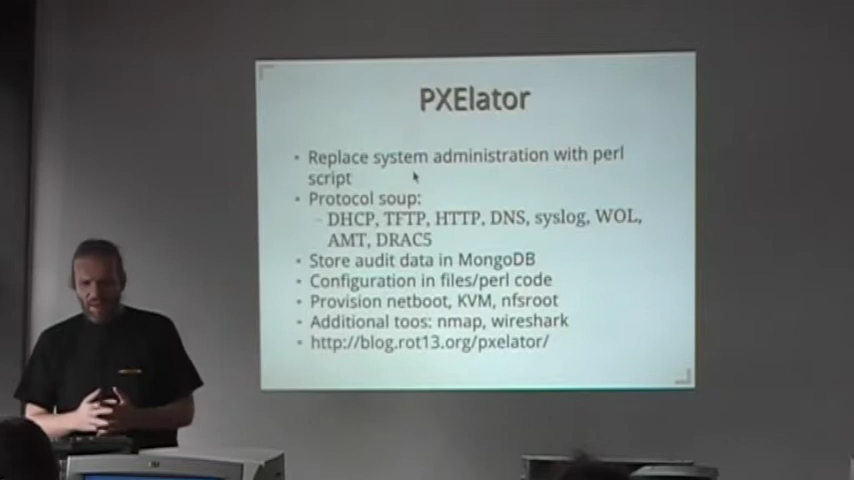 PXElator
• Replace system administration with perl
script
• Protocol soup:
– DHCP, TFTP, HTTP, DNS, syslog, WOL,
AMT, DRAC5
• Store audit data in MongoDB
• Configuration in files/perl code
• Provision netboot, KVM, nfsroot
• Additional toos: nmap, wireshark
• http://blog.rot13.org/pxelator/